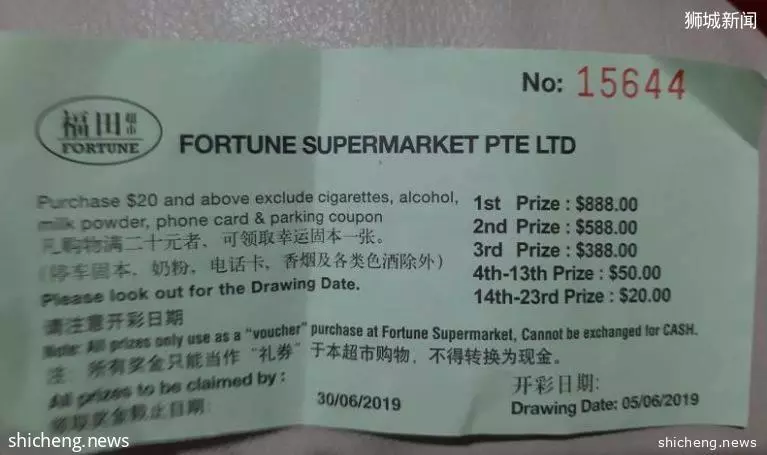 狮城新闻
No: 15644
福田超市
FORTUNE
FORTUNE SUPERMARKET PTE LTD
Purchase $20 and above exclude cigarettes, alcohol,
milk powder, phone card & parking coupon
凡购物满二十元者，可领取幸运固本一张。
(停车固本、奶粉，电话卡，香烟及各类色酒除外)
Please look out for the Drawing Date.
请注意开彩日期
1st Prize : $888.00
2nd Prize : $588.00
3rd Prize : $388.00
4th-13th Prize : $50.00
14th-23rd Prize : $20.00
Note: All prizes only use as a "voucher" purchase at Fortune Supermarket, Cannot be exchanged for CASH.
注：所有奖金只能当作“礼券”于本超市购物，不得转换为现金。
All prizes to be claimed by:
领取奖金截止日期:
30/06/2019
开彩日期:
Drawing Date: 05/06/2019
shicheng.news
shicheng.news